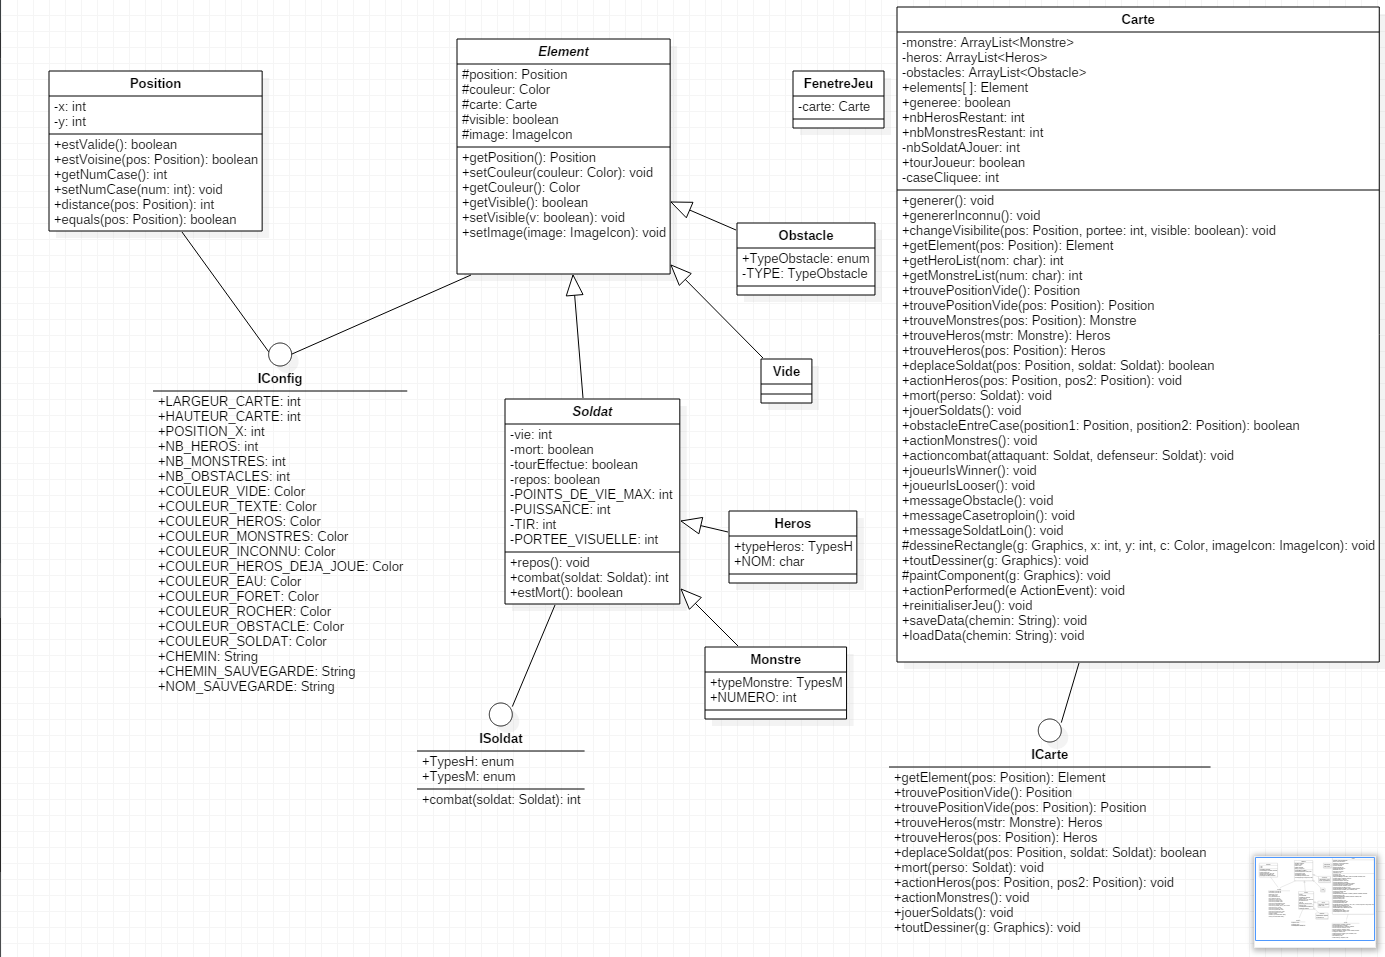 Position
-x: int
-y: int
+estValide(): boolean
+estVoisine(pos: Position): boolean
+getNumCase(): int
+setNumCase(num: int): void
+distance(pos: Position): int
+equals(pos: Position): boolean
Element
#position: Position
#couleur: Color
#carte: Carte
#visible: boolean
#image: ImageIcon
+getPosition(): Position
+setCouleur(couleur: Color): void
+getCouleur(): Color
+getVisible(): boolean
+setVisible(v: boolean): void
+setImage(image: ImageIcon): void
FenetreJeu
-carte: Carte
Carte
-monstre: ArrayList<Monstre>
-heros: ArrayList<Heros>
-obstacles: ArrayList<Obstacle>
+elements[ ]: Element
+generee: boolean
+nbHerosRestant: int
+nbMonstresRestant: int
-nbSoldatAJouer: int
+tourJoueur: boolean
-caseCliquee: int
+generer(): void
+genererInconnu(): void
+changeVisibilite(pos: Position, portee: int, visible: boolean): void
+getElement(pos: Position): Element
+getHeroList(nom: char): int
+getMonstreList(num: char): int
+trouvePositionVide(): Position
+trouvePositionVide(pos: Position): Position
+trouveMonstres(pos: Position): Monstre
+trouveHeros(mstr: Monstre): Heros
+trouveHeros(pos: Position): Heros
+deplaceSoldat(pos: Position, soldat: Soldat): boolean
+actionHeros(pos: Position, pos2: Position): void
+mort(perso: Soldat): void
+jouerSoldats(): void
+obstacleEntreCase(position1: Position, position2: Position): boolean
+actionMonstres(): void
+actioncombat(attaquant: Soldat, defenseur: Soldat): void
+joueurIsWinner(): void
+joueurIsLooser(): void
+messageObstacle(): void
+messageCasetroploin(): void
+messageSoldatLoin(): void
#dessineRectangle(g: Graphics, x: int, y: int, c: Color, imageIcon: ImageIcon): void
+toutDessiner(g: Graphics): void
#paintComponent(g: Graphics): void
+actionPerformed(e ActionEvent): void
+reinitialiserJeu(): void
+saveData(chemin: String): void
+loadData(chemin: String): void
Obstacle
+TypeObstacle: enum
-TYPE: TypeObstacle
Vide
IConfig
+LARGEUR_CARTE: int
+HAUTEUR_CARTE: int
+POSITION_X: int
+NB_HEROS: int
+NB_MONSTRES: int
+NB_OBSTACLES: int
+COULEUR_VIDE: Color
+COULEUR_TEXTE: Color
+COULEUR_HEROS: Color
+COULEUR_MONSTRES: Color
+COULEUR_INCONNU: Color
+COULEUR_HEROS_DEJA_JOUE: Color
+COULEUR_EAU: Color
+COULEUR_FORET: Color
+COULEUR_ROCHER: Color
+COULEUR_OBSTACLE: Color
+COULEUR_SOLDAT: Color
+CHEMIN: String
+CHEMIN_SAUVEGARDE: String
+NOM_SAUVEGARDE: String
Soldat
-vie: int
-mort: boolean
-tourEffectue: boolean
-repos: boolean
-POINTS_DE_VIE_MAX: int
-PUISSANCE: int
-TIR: int
-PORTEE_VISUELLE: int
+repos(): void
+combat(soldat: Soldat): int
+estMort(): boolean
Heros
+typeHeros: TypesH
+NOM: char
Monstre
+typeMonstre: TypesM
+NUMERO: int
ISoldat
+TypesH: enum
+TypesM: enum
+combat(soldat: Soldat): int
ICarte
+getElement(pos: Position): Element
+trouvePositionVide(): Position
+trouvePositionVide(pos: Position): Position
+trouveHeros(mstr: Monstre): Heros
+trouveHeros(pos: Position): Heros
+deplaceSoldat(pos: Position, soldat: Soldat): boolean
+mort(perso: Soldat): void
+actionHeros(pos: Position, pos2: Position): void
+actionMonstres(): void
+jouerSoldats(): void
+toutDessiner(g: Graphics): void